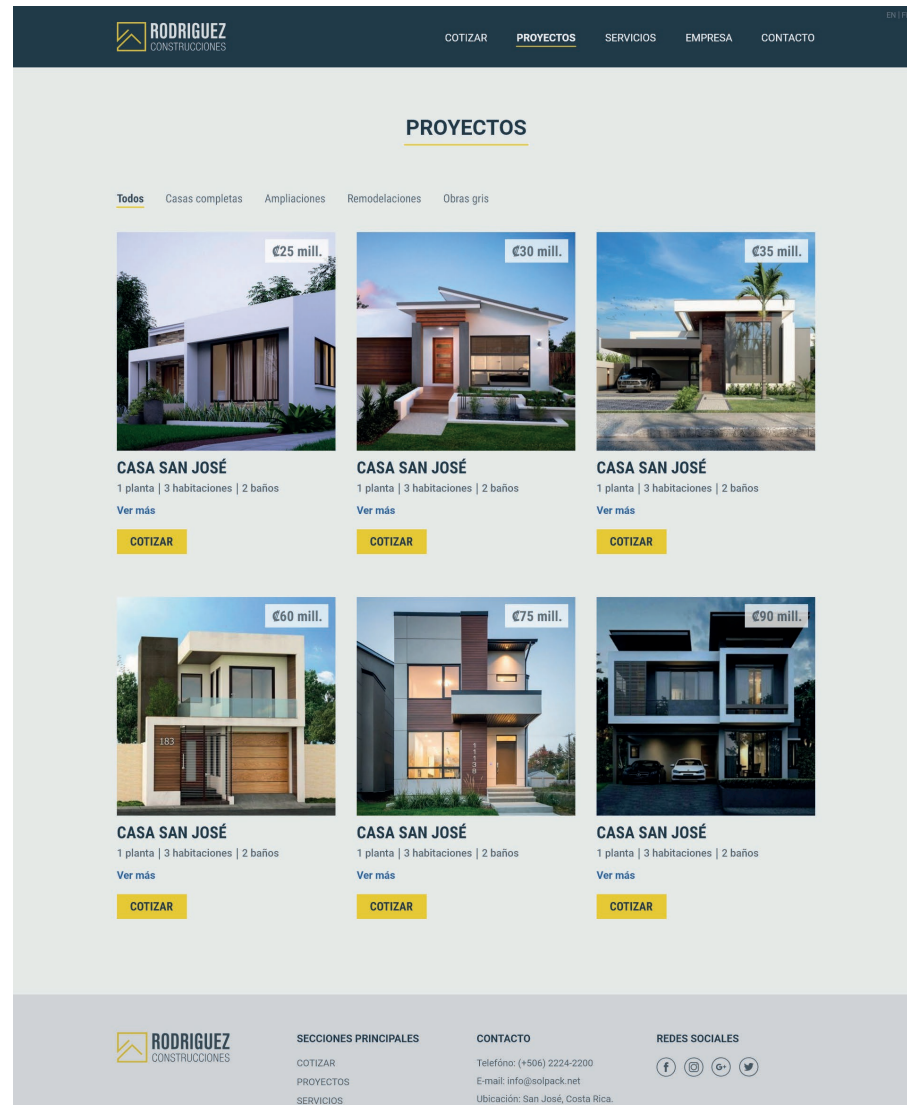 EN | F
RODRIGUEZ
CONSTRUCCIONES
COTIZAR PROYECTOS SERVICIOS EMPRESA CONTACTO
PROYECTOS
Todos Casas completas Ampliaciones Remodelaciones Obras gris
₡25 mill. ₡30 mill. ₡35 mill.
CASA SAN JOSÉ CASA SAN JOSÉ CASA SAN JOSÉ
1 planta | 3 habitaciones | 2 baños 1 planta | 3 habitaciones | 2 baños 1 planta | 3 habitaciones | 2 baños
Ver más Ver más Ver más
COTIZAR COTIZAR COTIZAR
₡60 mill. ₡75 mill. ₡90 mill.
183
11138
CASA SAN JOSÉ CASA SAN JOSÉ CASA SAN JOSÉ
1 planta | 3 habitaciones | 2 baños 1 planta | 3 habitaciones | 2 baños 1 planta | 3 habitaciones | 2 baños
Ver más Ver más Ver más
COTIZAR COTIZAR COTIZAR
RODRIGUEZ
CONSTRUCCIONES
SECCIONES PRINCIPALES
COTIZAR
PROYECTOS
SERVICIOS
CONTACTO
Telefóno: (+506) 2224-2200
E-mail: info@solpack.net
Ubicación: San José, Costa Rica.
REDES SOCIALES
f G+